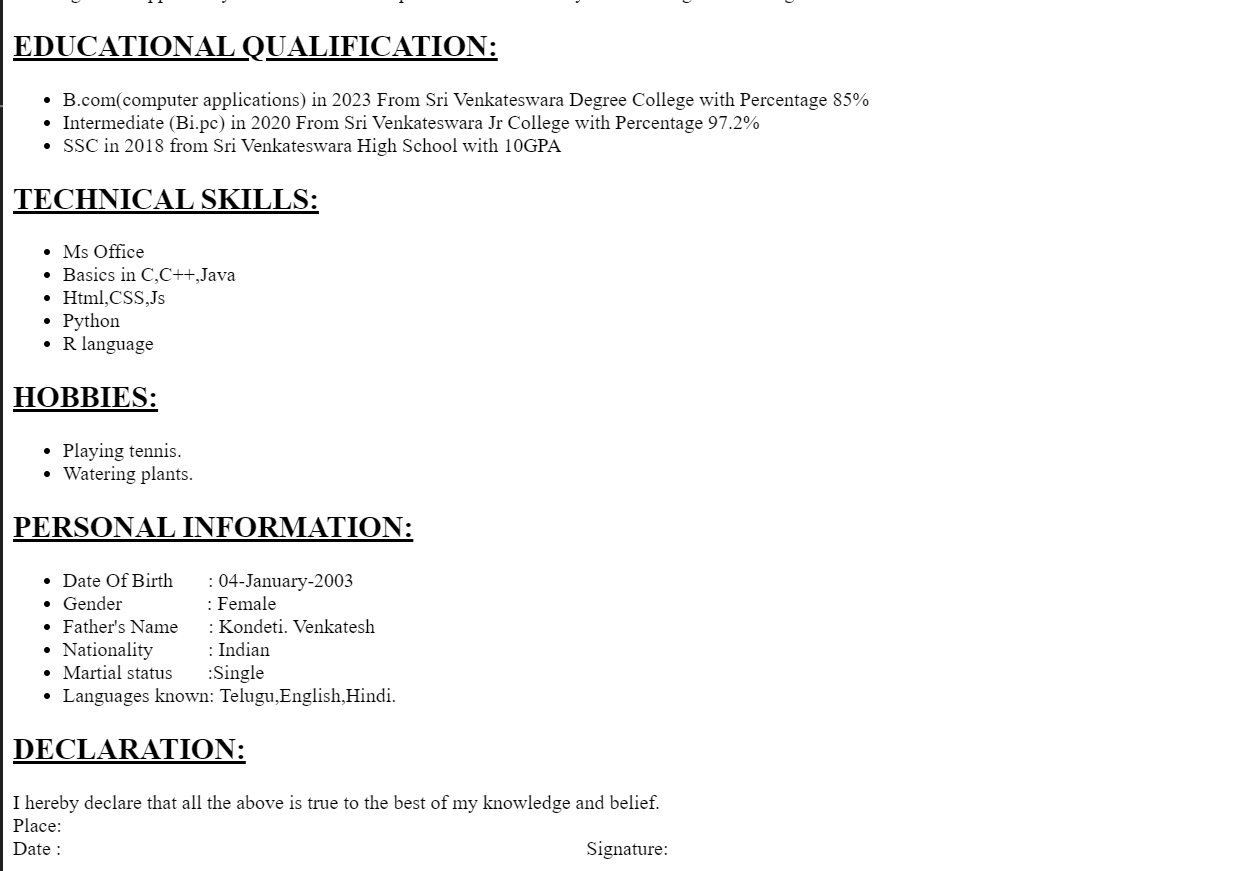 EDUCATIONAL QUALIFICATION:
B.com(computer applications) in 2023 From Sri Venkateswara Degree College with Percentage 85%
Intermediate (Bi.pc) in 2020 From Sri Venkateswara Jr College with Percentage 97.2%
SSC in 2018 from Sri Venkateswara High School with 10GPA
TECHNICAL SKILLS:
Ms Office
Basics in C,C++,Java
Html,CSS,Js
Python
R language
HOBBIES:
Playing tennis.
Watering plants.
PERSONAL INFORMATION:
Date Of Birth : 04-January-2003
Gender : Female
Father's Name : Kondeti. Venkatesh
Nationality : Indian
Martial status :Single
Languages known: Telugu,English,Hindi.
DECLARATION:
I hereby declare that all the above is true to the best of my knowledge and belief.
Place:
Date : Signature: